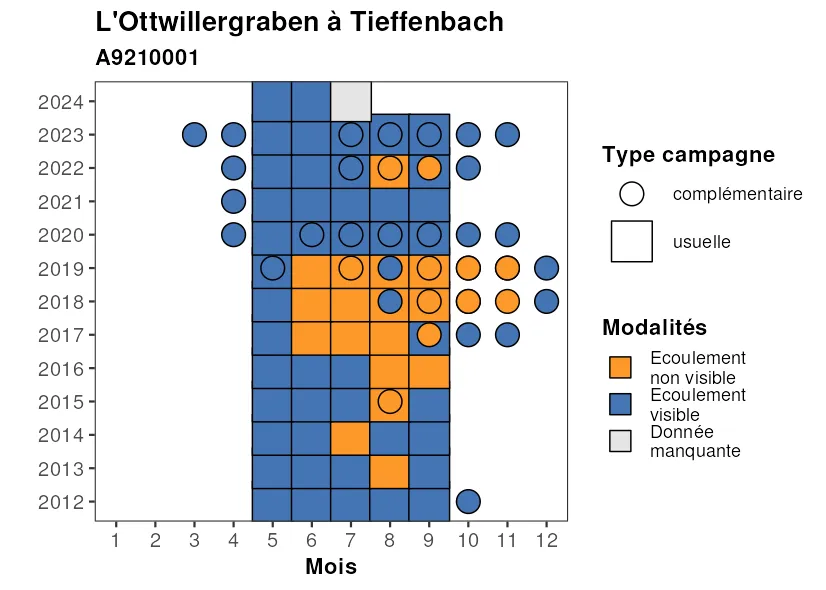 L'Ottwillergraben à Tieffenbach
A9210001
2024
2023
2022
2021
2020
2019
2018
2017
2016
2015
2014
2013
2012
1 2 3 4 5 6 7 8 9 10 11 12
Mois
Type campagne
complémentaire
usuelle
Modalités
Ecoulement
non visible
Ecoulement
visible
Donnée
manquante